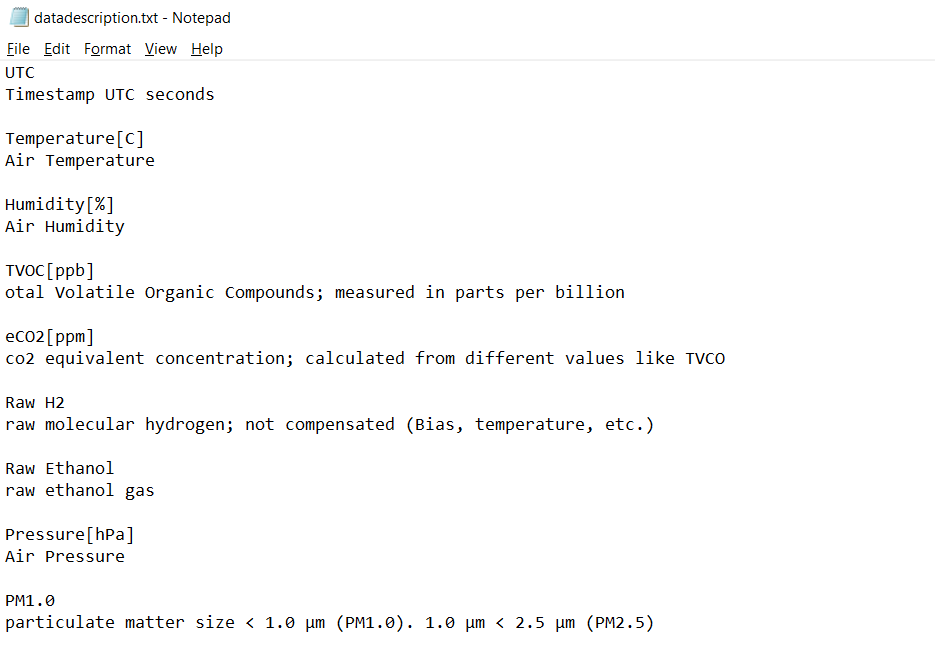 datadescription.txt - Notepad
File Edit Format View Help
UTC
Timestamp UTC seconds
Temperature[C]
Air Temperature
Humidity[%]
Air Humidity
TVOC[ppb]
otal Volatile Organic Compounds; measured in parts per billion
eCO2[ppm]
co2 equivalent concentration; calculated from different values like TVCO
Raw H2
raw molecular hydrogen; not compensated (Bias, temperature, etc.)
Raw Ethanol
raw ethanol gas
Pressure[hPa]
Air Pressure
PM1.0
particulate matter size < 1.0 µm (PM1.0). 1.0 µm < 2.5 µm (PM2.5)